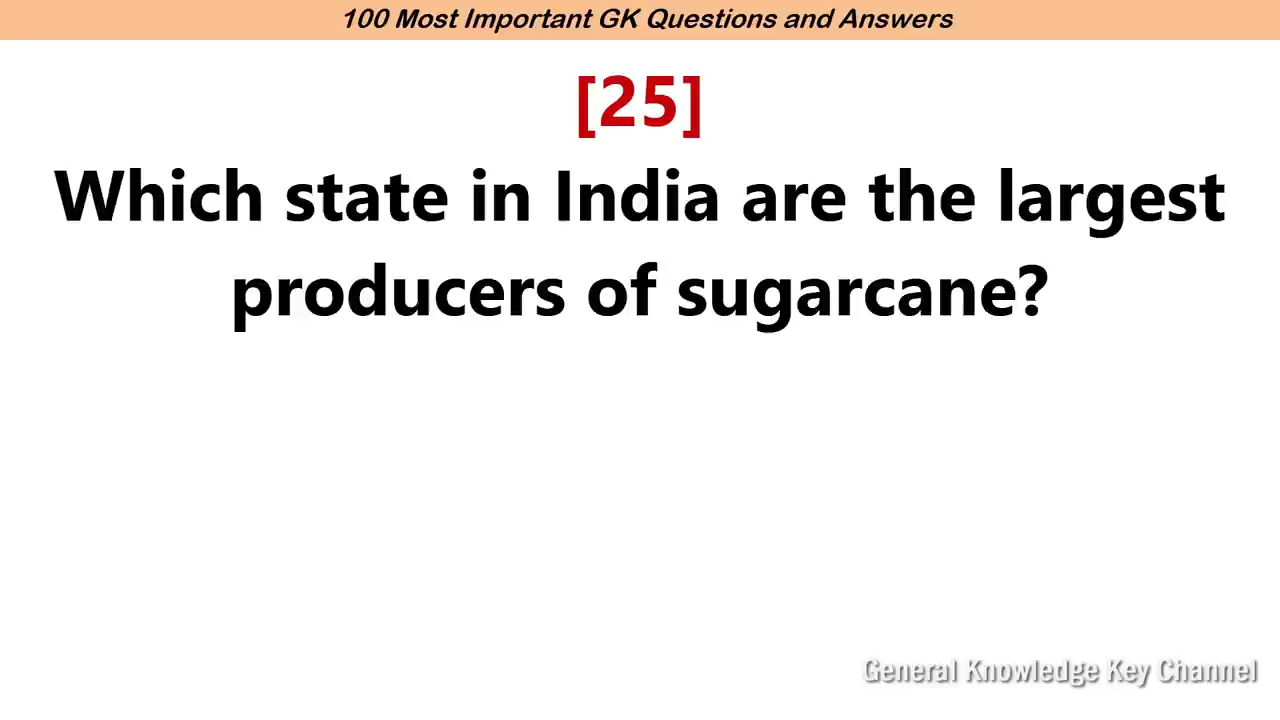 100 Most Important GK Questions and Answers
[25]
Which state in India are the largest
producers of sugarcane?
General Knowledge Key Channel